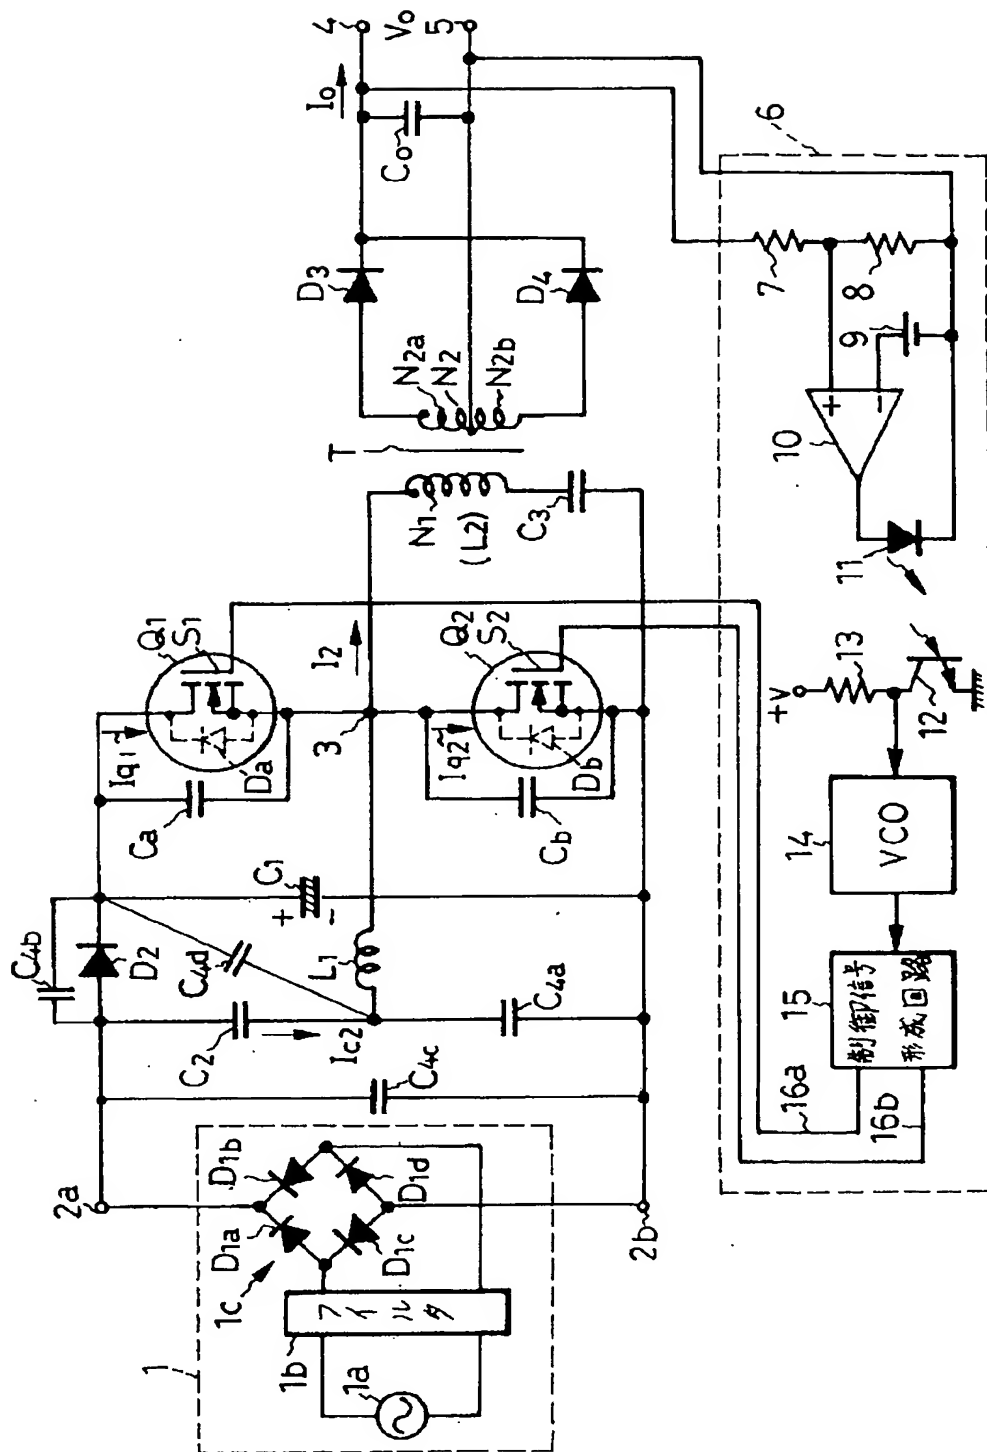 1
1a
1b
フィルタ
1c
D1a
D1b
D1c
D1d
2a
2b
C4c
C2
Ic2
C4a
C4b
D2
C4d
L1
C1
+
-
Ca
Iq1
Da
Q1
S1
3
I2
Cb
Iq2
Db
Q2
S2
N1
(L2)
C3
T
N2a
N2
N2b
D3
D4
Co
Io
4
Vo
5
6
7
8
9
10
+
-
11
12
13
+V
14
VCO
15
制御信号
形成回路
16a
16b